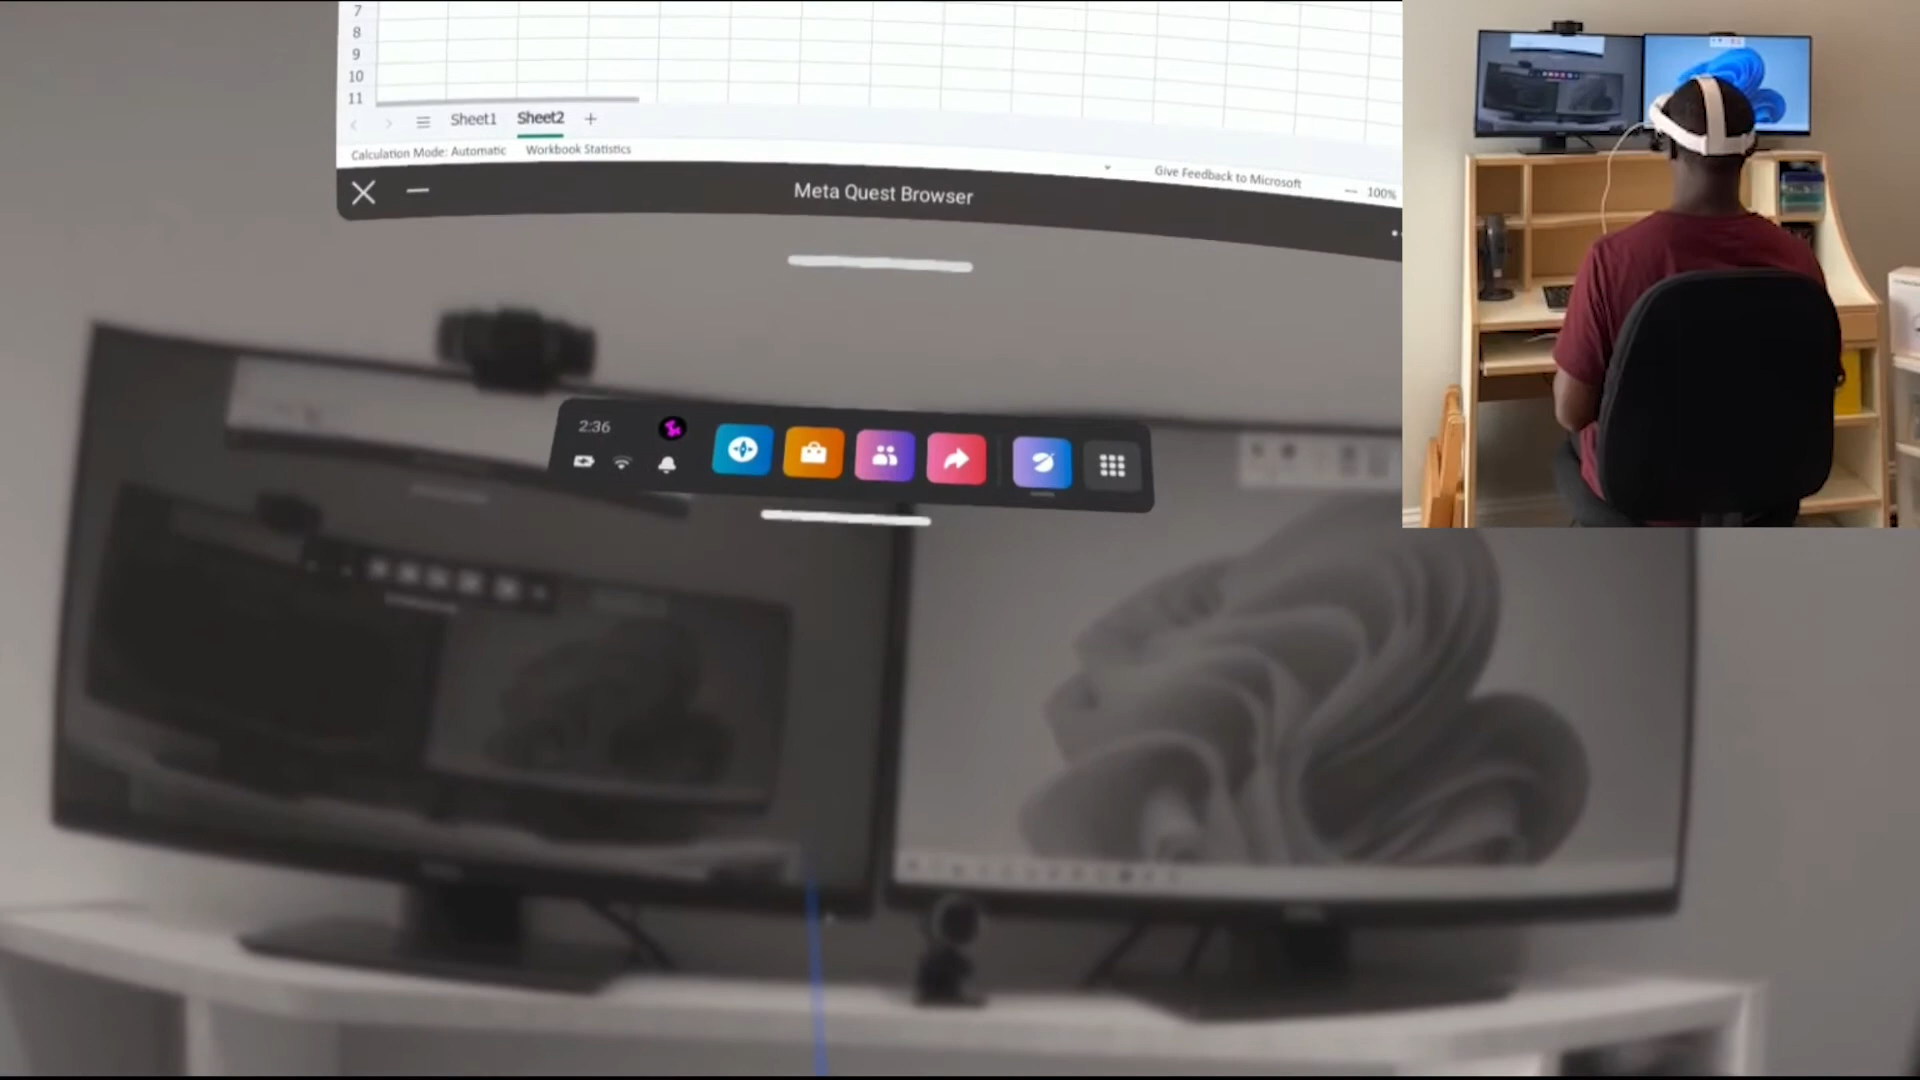 7
8
9
10
11
Sheet1 Sheet2 +
Calculation Mode: Automatic Workbook Statistics Give Feedback to Microsoft 100%
Meta Quest Browser
2:36